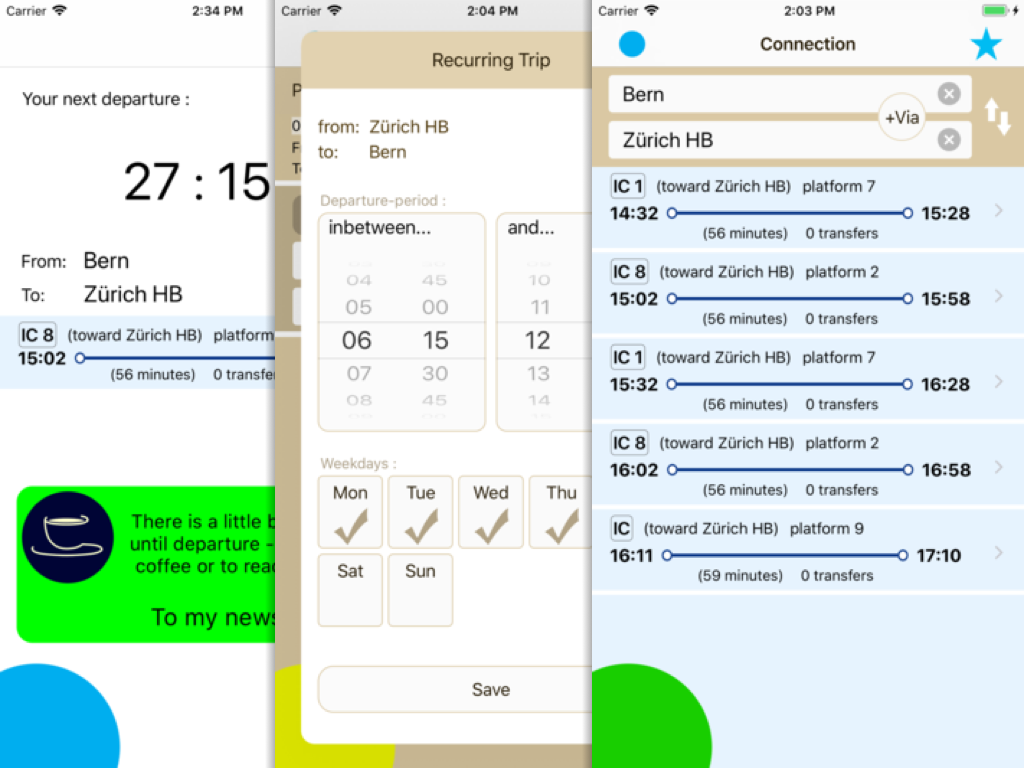 Carrier 2:34 PM
Your next departure :
27 : 15
From: Bern
To: Zürich HB
IC 8 (toward Zürich HB) platform
15:02
(56 minutes) 0
There is a little
until departure -
coffee or to
To my
Carrier 2:04 PM
Recurring Trip
from: Zürich HB
to: Bern
Departure-period :
inbetween... and...
04 45 10
05 00 11
06 15 12
07 30 13
08 45 14
Weekdays :
Mon Tue Wed Thu
Sat Sun
Save
Carrier 2:03 PM
Connection
Bern
+Via
Zürich HB
IC 1 (toward Zürich HB) platform 7
14:32 15:28
(56 minutes) 0 transfers
IC 8 (toward Zürich HB) platform 2
15:02 15:58
(56 minutes) 0 transfers
IC 1 (toward Zürich HB) platform 7
15:32 16:28
(56 minutes) 0 transfers
IC 8 (toward Zürich HB) platform 2
16:02 16:58
(56 minutes) 0 transfers
IC (toward Zürich HB) platform 9
16:11 17:10
(59 minutes) 0 transfers